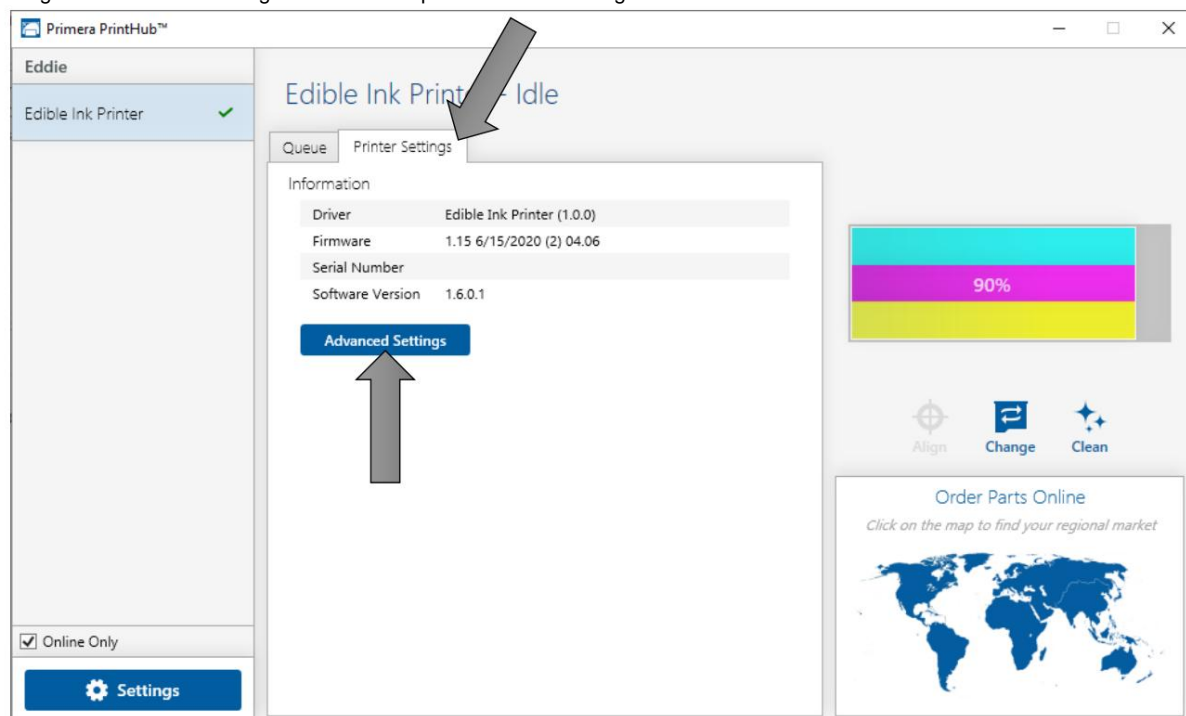 Primera PrintHub™
Eddie
Edible Ink Printer
Edible Ink Printer - Idle
Queue Printer Settings
Information
Driver Edible Ink Printer (1.0.0)
Firmware 1.15 6/15/2020 (2) 04.06
Serial Number
Software Version 1.6.0.1
Advanced Settings
90%
Align Change Clean
Order Parts Online
Click on the map to find your regional market
Online Only
Settings